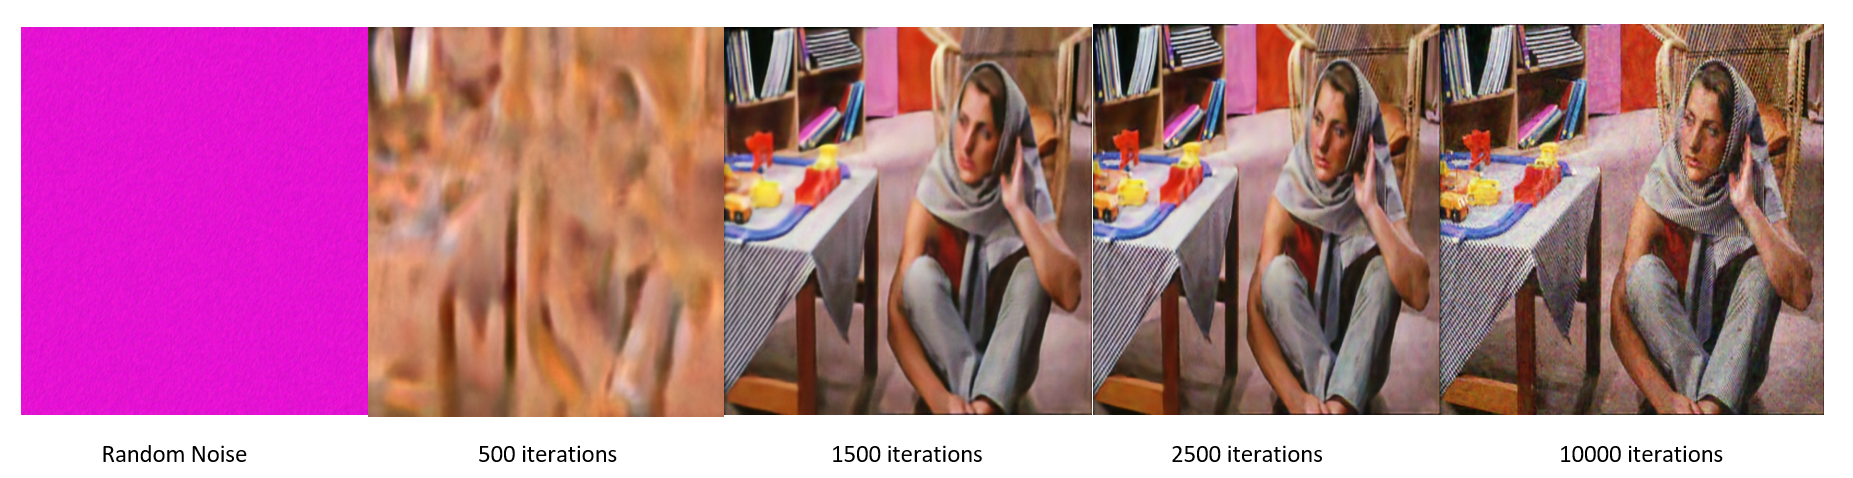 Random Noise
500 iterations
1500 iterations
2500 iterations
10000 iterations